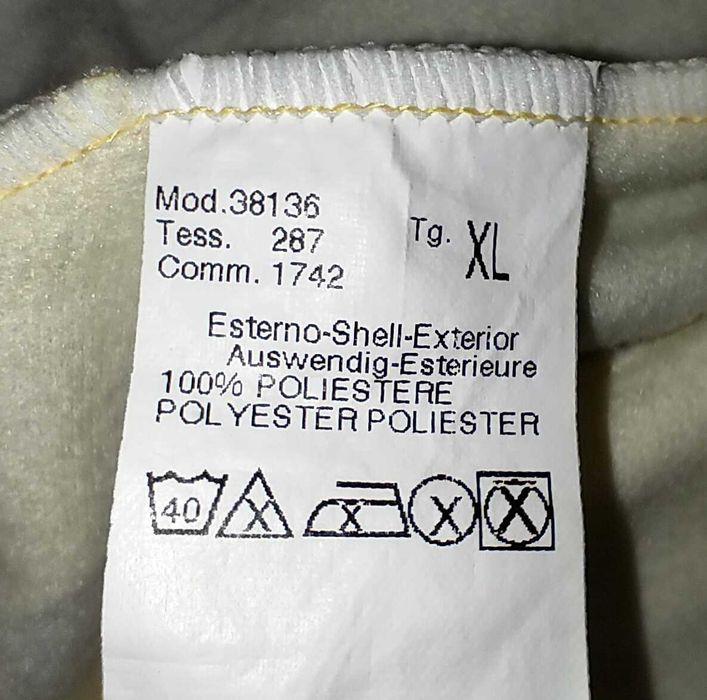 Mod.38136
Tess. 287
Comm. 1742
Tg. XL
Esterno-Shell-Exterior
Auswendig-Esterieure
100% POLIESTERE
POLYESTER POLIESTER
40